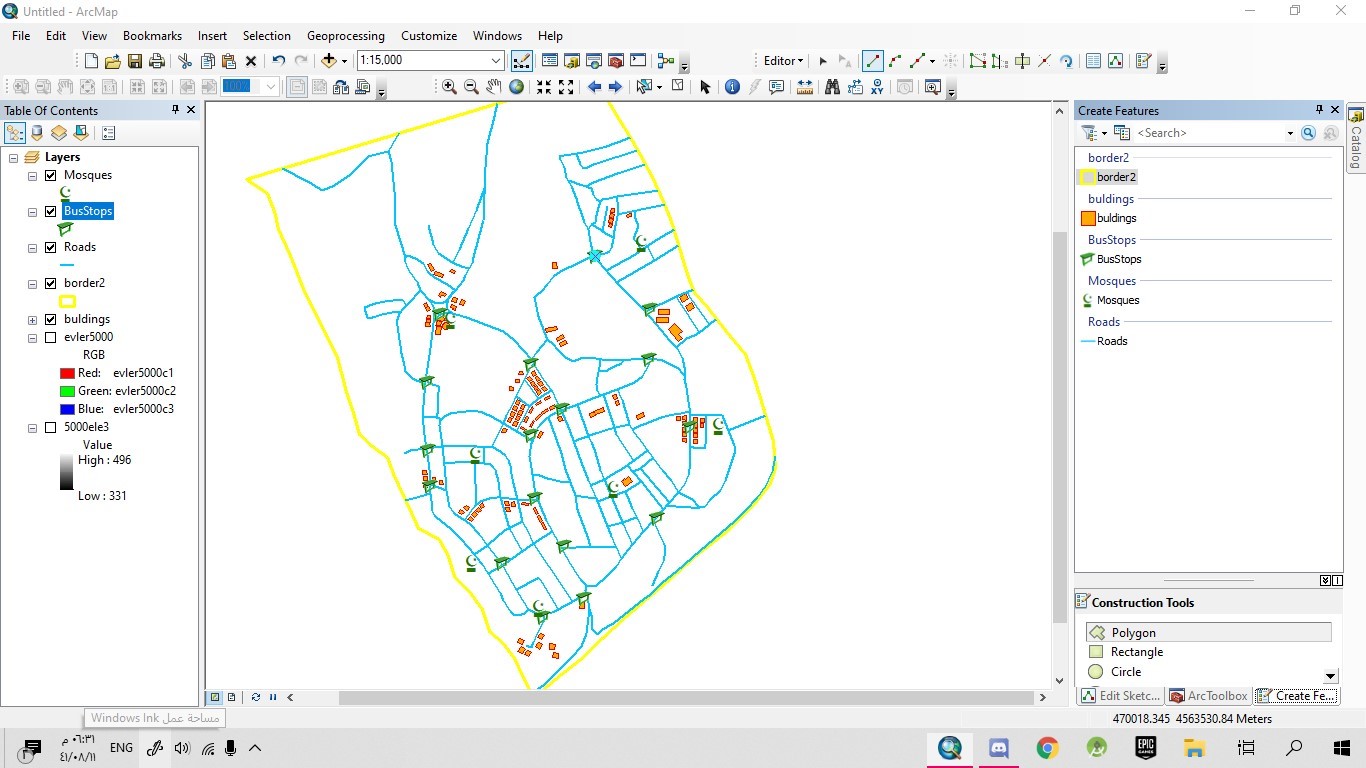 Untitled - ArcMap
File Edit View Bookmarks Insert Selection Geoprocessing Customize Windows Help
1:15,000
Editor
100%
Table Of Contents
Layers
Mosques
BusStops
Roads
border2
buldings
evler5000
RGB
Red: evler5000c1
Green: evler5000c2
Blue: evler5000c3
5000ele3
Value
High : 496
Low : 331
Create Features
<Search>
border2
border2
buldings
buldings
BusStops
BusStops
Mosques
Mosques
Roads
Roads
Construction Tools
Polygon
Rectangle
Circle
Edit Sketc...
ArcToolbox
Create Fe...
Catalog
470018.345 4563530.84 Meters
مساحة عمل Windows Ink
٠٦:٣١ م
٤١/٠٨/١١
ENG
EPIC
GAMES